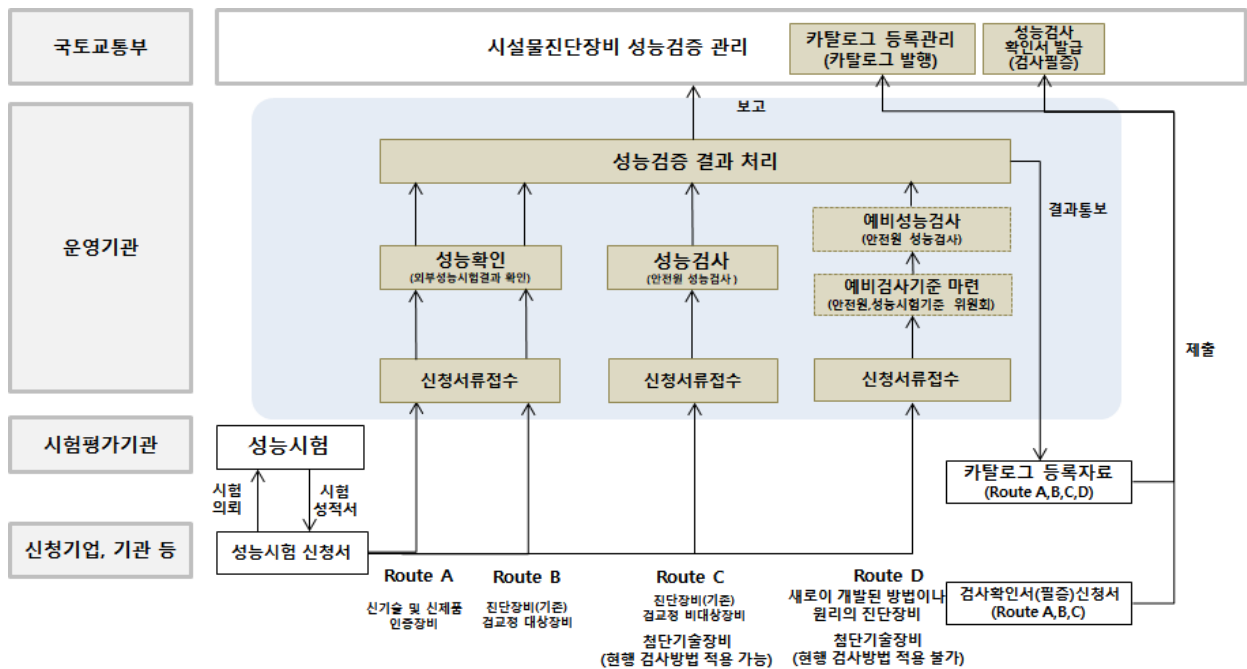 국토교통부
시설물진단장비 성능검증 관리
카탈로그 등록관리
(카탈로그 발행)
성능검사
확인서 발급
(검사필증)
보고
운영기관
성능검증 결과 처리
결과통보
예비성능검사
(안전원 성능검사)
성능확인
(외부성능시험결과 확인)
성능검사
(안전원 성능검사)
예비검사기준 마련
(안전원,성능시험기준 위원회)
제출
신청서류접수
신청서류접수
신청서류접수
시험평가기관
성능시험
카탈로그 등록자료
(Route A,B,C,D)
시험
의뢰
시험
성적서
신청기업, 기관 등
성능시험 신청서
Route A
신기술 및 신제품
인증장비
Route B
진단장비(기존)
검교정 대상장비
Route C
진단장비(기존)
검교정 비대상장비
첨단기술장비
(현행 검사방법 적용 가능)
Route D
새로이 개발된 방법이나
원리의 진단장비
첨단기술장비
(현행 검사방법 적용 불가)
검사확인서(필증)신청서
(Route A,B,C)